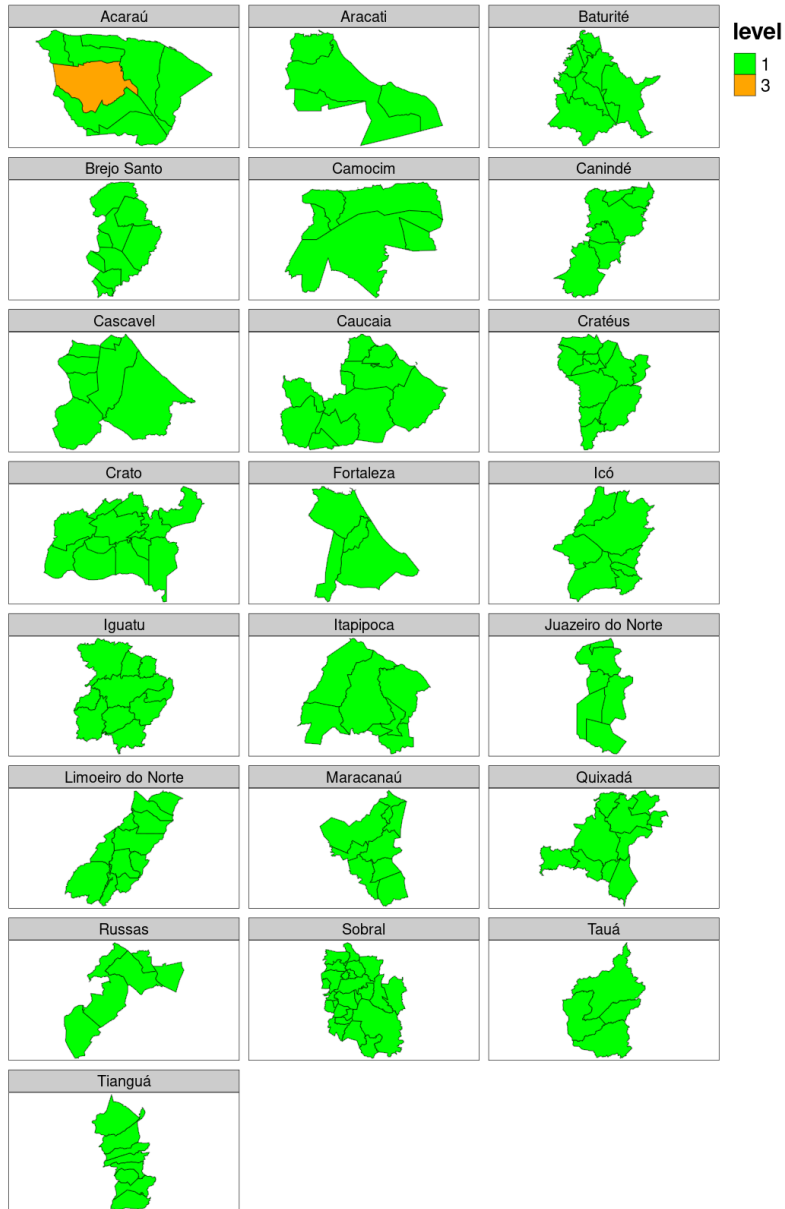 Acaraú
Aracati
Baturité
level
1
3
Brejo Santo
Camocim
Canindé
Cascavel
Caucaia
Cratéus
Crato
Fortaleza
Icó
Iguatu
Itapipoca
Juazeiro do Norte
Limoeiro do Norte
Maracanaú
Quixadá
Russas
Sobral
Tauá
Tianguá